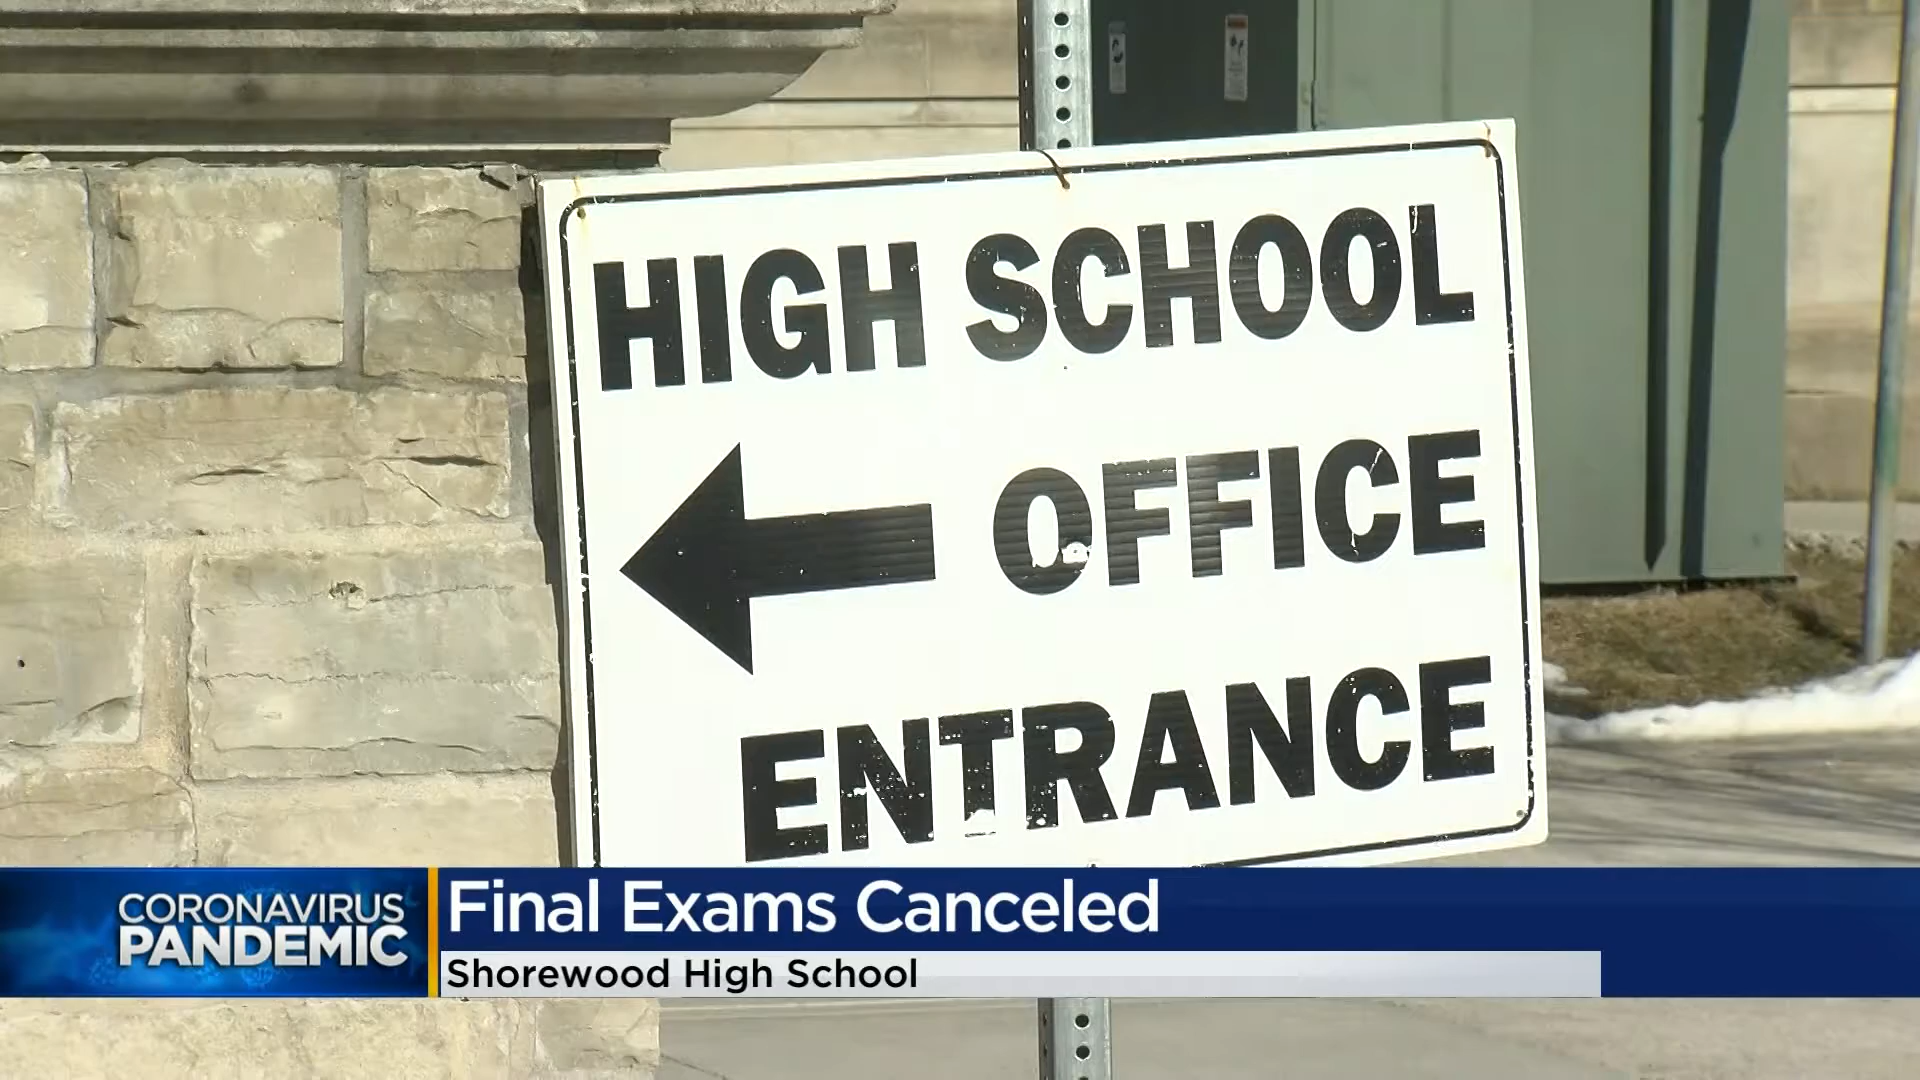 HIGH SCHOOL
OFFICE
ENTRANCE
CORONAVIRUS
PANDEMIC
Final Exams Canceled
Shorewood High School